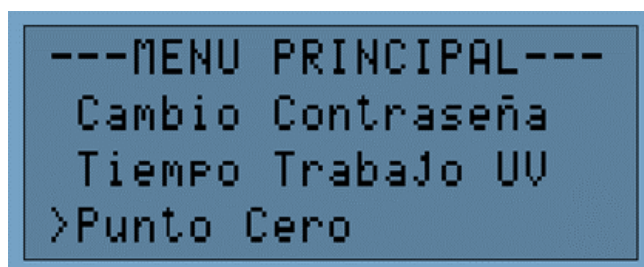 ---MENU PRINCIPAL---
Cambio Contraseña
Tiempo Trabajo UV
>Punto Cero